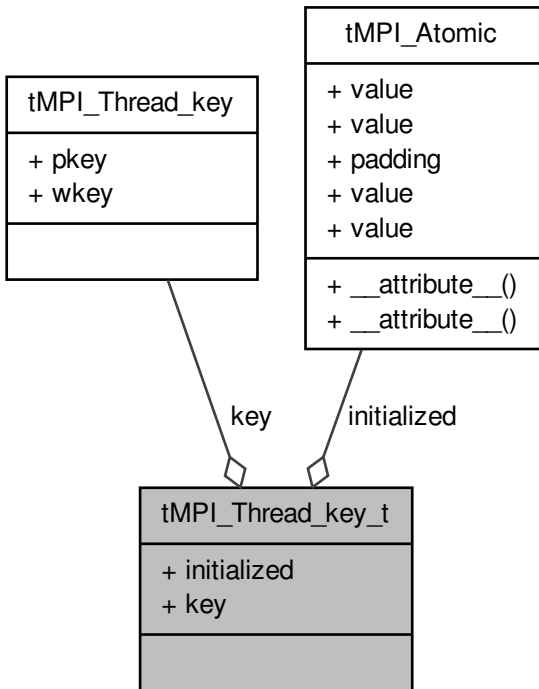 tMPI_Atomic
+ value
+ value
+ padding
+ value
+ value
+ __attribute__()
+ __attribute__()
tMPI_Thread_key
+ pkey
+ wkey
key
initialized
tMPI_Thread_key_t
+ initialized
+ key